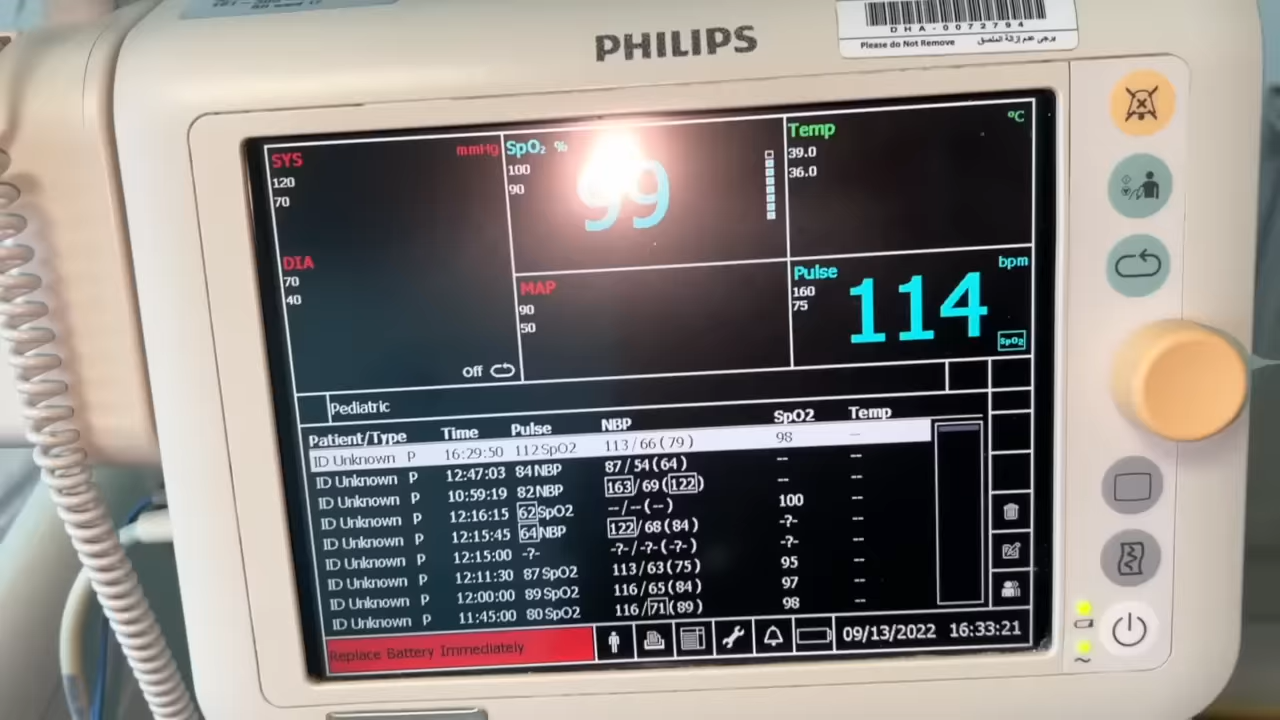 PHILIPS
DHA-0072794
Please do Not Remove يرجى عدم إزالة الملصق
SYS mmHg
120
70
DIA
70
40
Off
SpO₂ %
100
90
99
MAP
90
50
Temp °C
39.0
36.0
Pulse bpm
160
75
114
SpO₂
Pediatric
Patient/Type Time Pulse NBP SpO2 Temp
ID Unknown P 16:29:50 112 SpO2 113/66(79) 98 --
ID Unknown P 12:47:03 84 NBP 87/54(64) -- --
ID Unknown P 10:59:19 82 NBP 163/69(122) -- --
ID Unknown P 12:16:15 62 SpO2 --/--(--) 100 --
ID Unknown P 12:15:45 64 NBP 122/68(84) -?- --
ID Unknown P 12:15:00 -?- -?-/-?-(-?-) -?- --
ID Unknown P 12:11:30 87 SpO2 113/63(75) 95 --
ID Unknown P 12:00:00 89 SpO2 116/65(84) 97 --
ID Unknown P 11:45:00 80 SpO2 116/71(89) 98 --
Replace Battery Immediately
09/13/2022 16:33:21